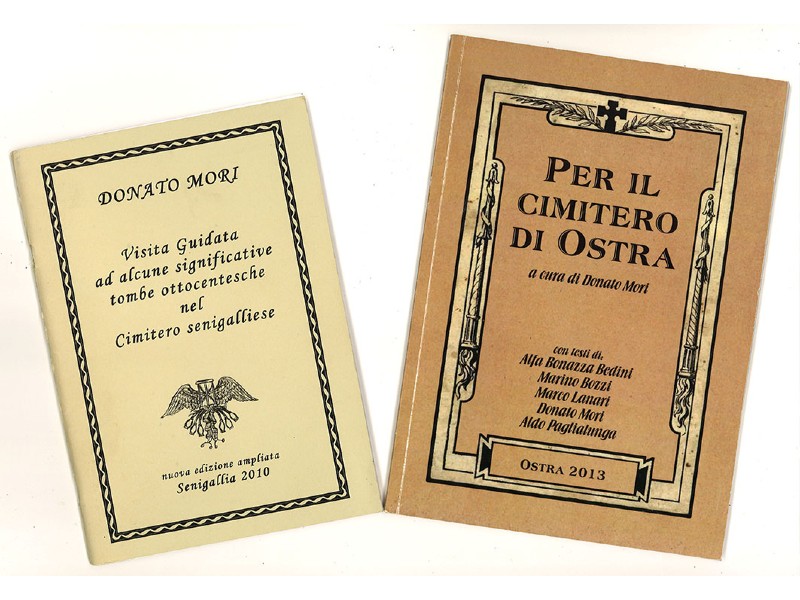 DONATO MORI
Visita Guidata
ad alcune significative
tombe ottocentesche
nel
Cimitero senigalliese
nuova edizione ampliata
Senigallia 2010
PER IL
CIMITERO
DI OSTRA
a cura di Donato Mori
con testi di:
Alfa Bonazza Bedini
Marino Bozzi
Marco Lanari
Donato Mori
Aldo Paglialunga
OSTRA 2013